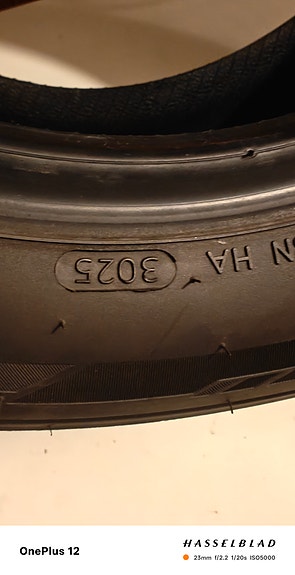 N HA 3025
OnePlus 12
HASSELBLAD
23mm f/2.2 1/20s ISO5000